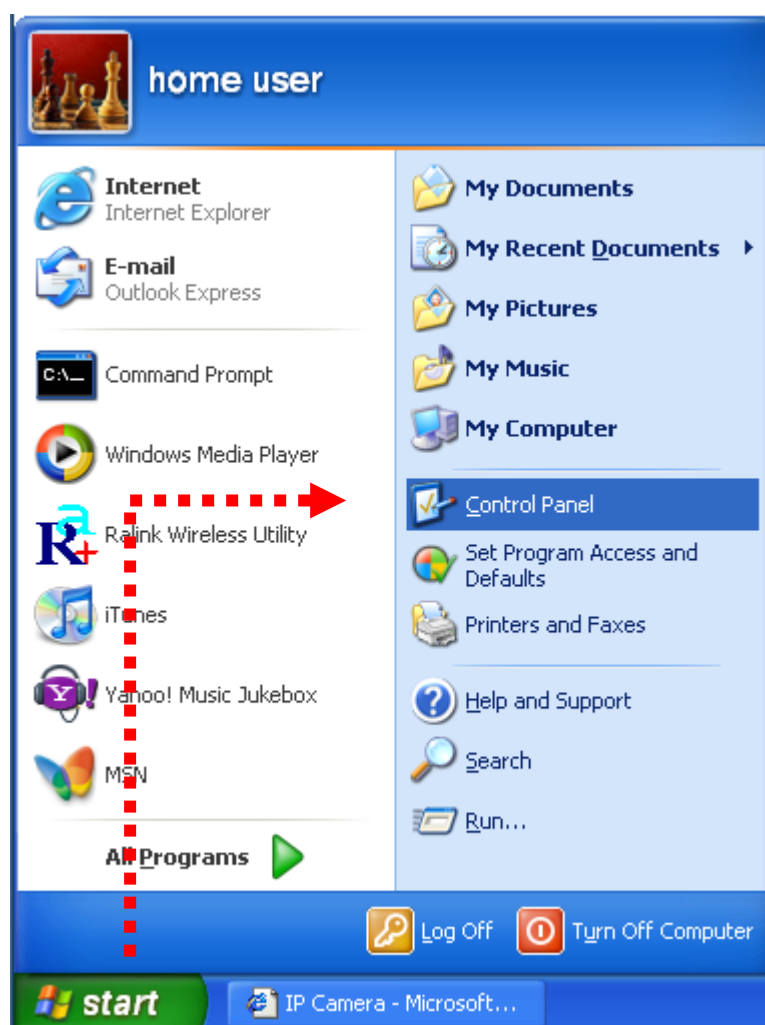 home user
Internet
Internet Explorer
E-mail
Outlook Express
C:\_
Command Prompt
Windows Media Player
Ralink Wireless Utility
iTunes
Yahoo! Music Jukebox
MSN
All Programs
My Documents
My Recent Documents
My Pictures
My Music
My Computer
Control Panel
Set Program Access and
Defaults
Printers and Faxes
Help and Support
Search
Run...
Log Off
Turn Off Computer
start
IP Camera - Microsoft...